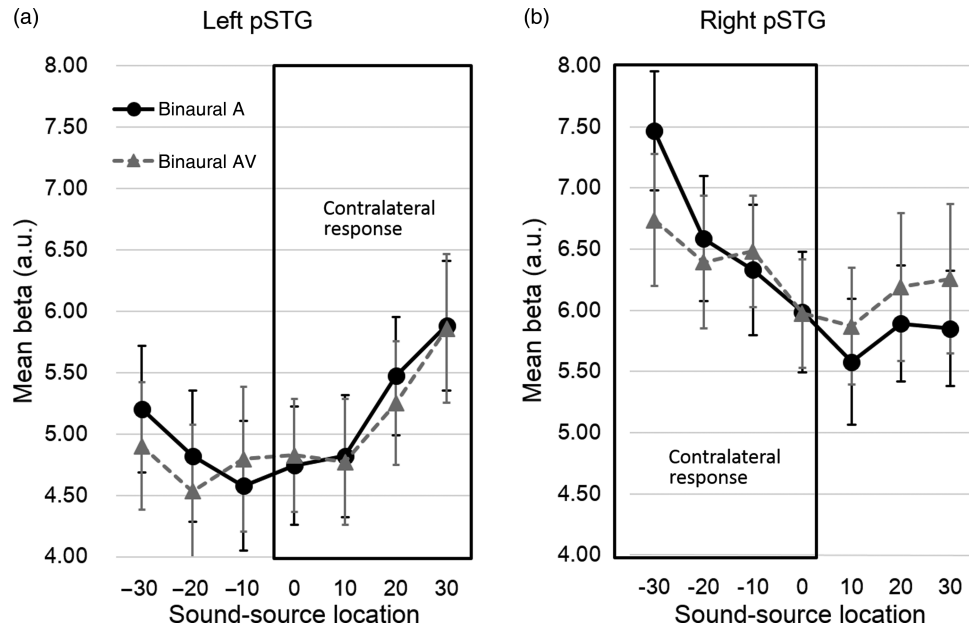 (a)
Left pSTG
8.00
7.50
7.00
6.50
6.00
5.50
5.00
4.50
4.00
Mean beta (a.u.)
Binaural A
Binaural AV
Contralateral
response
−30 −20 −10 0 10 20 30
Sound-source location
(b)
Right pSTG
8.00
7.50
7.00
6.50
6.00
5.50
5.00
4.50
4.00
Mean beta (a.u.)
Contralateral
response
-30 -20 -10 0 10 20 30
Sound-source location